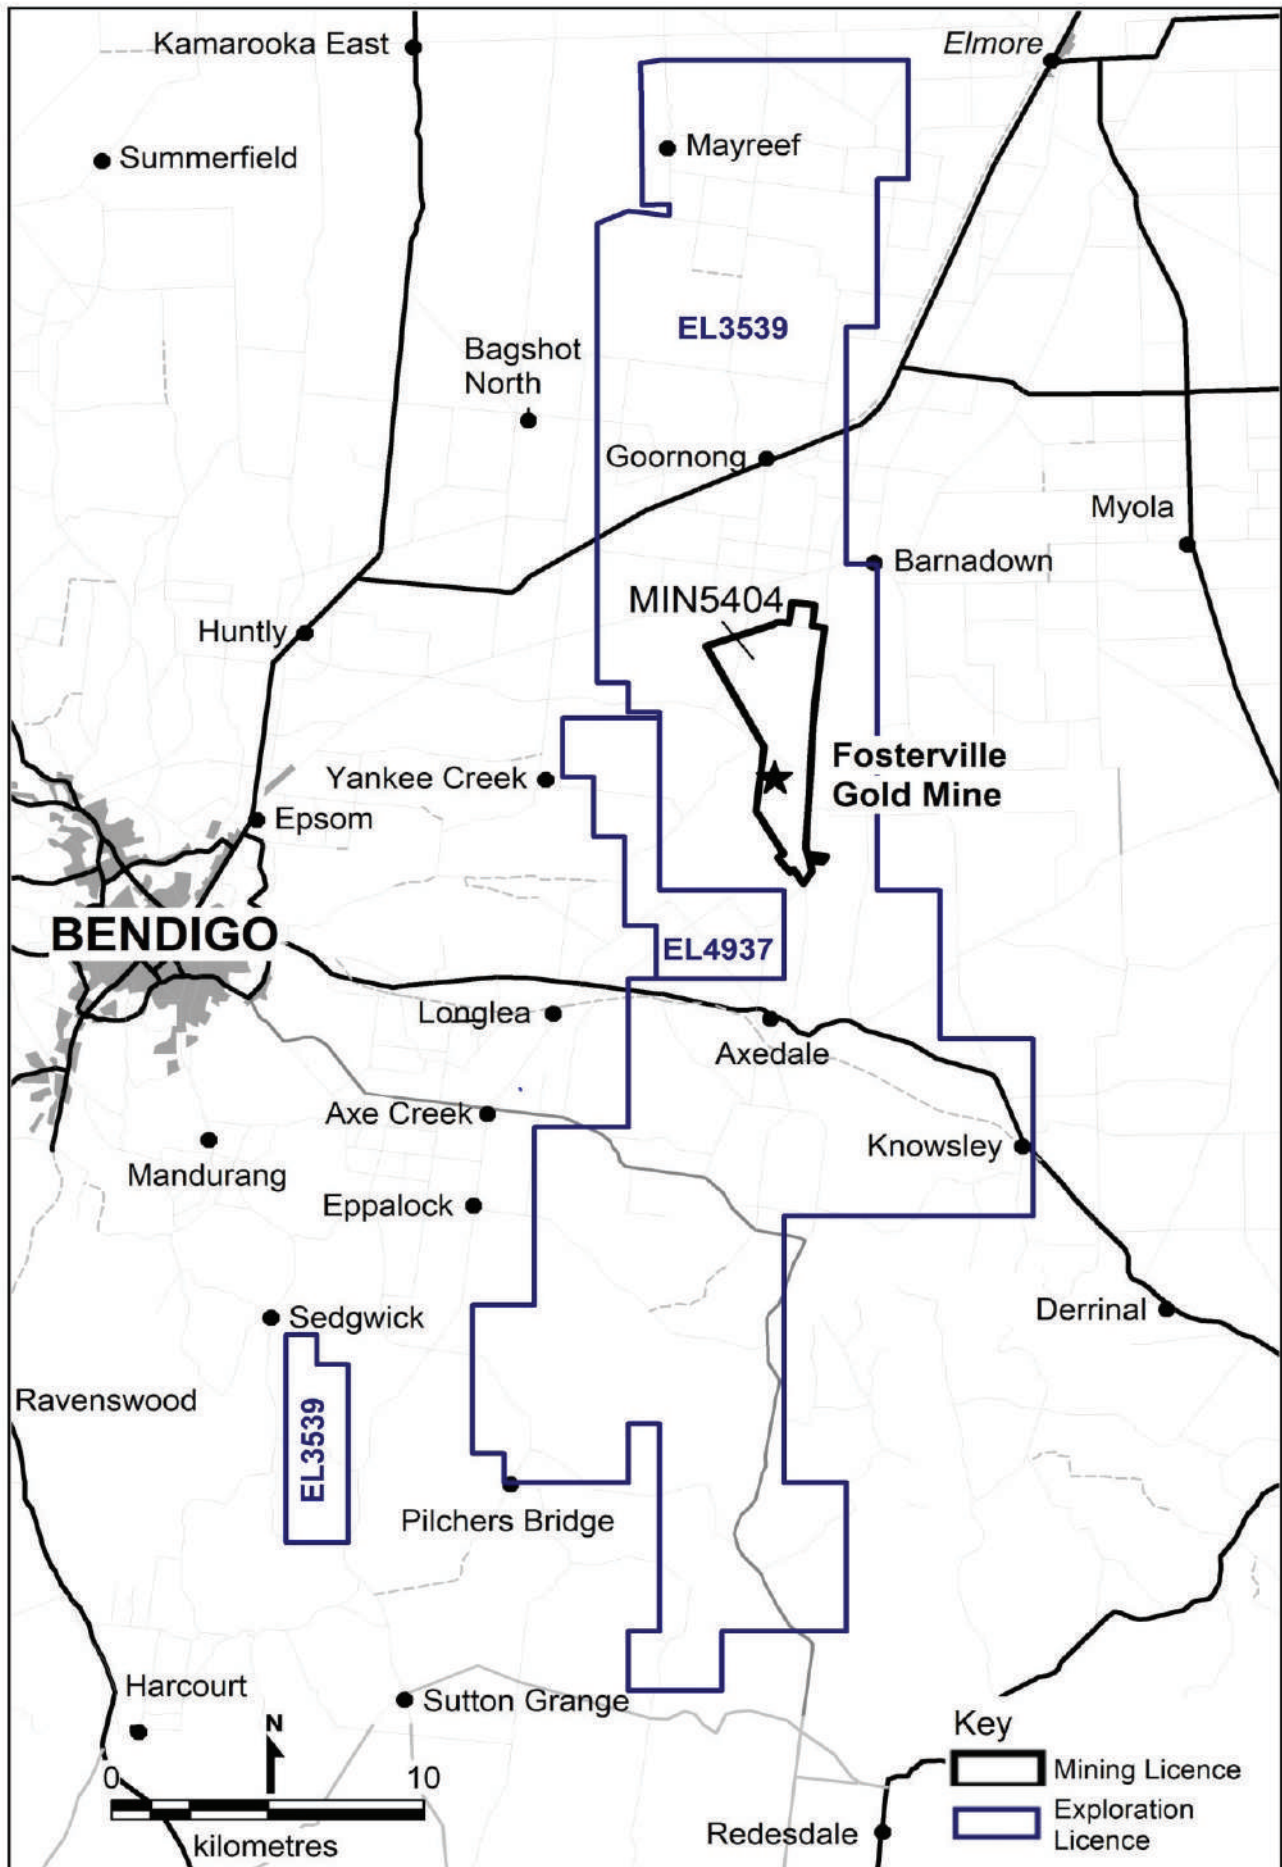 Kamarooka East
Elmore
Summerfield
Mayreef
EL3539
Bagshot
North
Goornong
Myola
Barnadown
MIN5404
Huntly
Fosterville
Gold Mine
Yankee Creek
Epsom
BENDIGO
EL4937
Longlea
Axedale
Axe Creek
Knowsley
Mandurang
Eppalock
Derrinal
Sedgwick
Ravenswood
EL3539
Pilchers Bridge
Harcourt
Sutton Grange
N
0 10
kilometres
Redesdale
Key
Mining Licence
Exploration
Licence